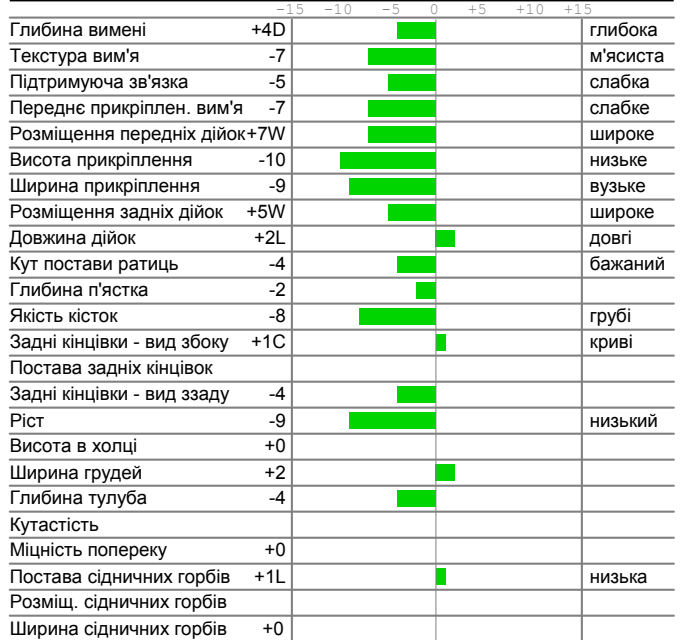 -15 -10 -5 0 +5 +10 +15
Глибина вимені +4D глибока
Текстура вим'я -7 м'ясиста
Підтримуюча зв'язка -5 слабка
Переднє прикріплен. вим'я -7 слабке
Розміщення передніх дійок+7W широке
Висота прикріплення -10 низьке
Ширина прикріплення -9 вузьке
Розміщення задніх дійок +5W широке
Довжина дійок +2L довгі
Кут постави ратиць -4 бажаний
Глибина п'ястка -2
Якість кісток -8 грубі
Задні кінцівки - вид збоку +1C криві
Постава задніх кінцівок
Задні кінцівки - вид ззаду -4
Ріст -9 низький
Висота в холці +0
Ширина грудей +2
Глибина тулуба -4
Кутастість
Міцність попереку +0
Постава сідничних горбів +1L низька
Розміщ. сідничних горбів
Ширина сідничних горбів +0